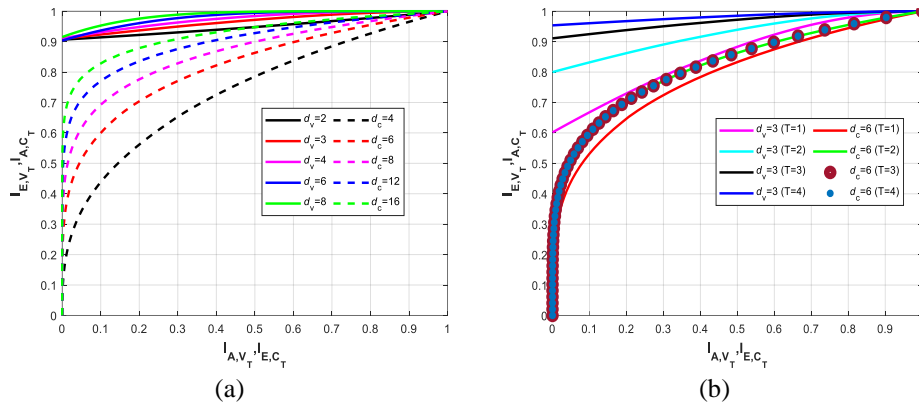 1
0.9
0.8
0.7
0.6
0.5
0.4
0.3
0.2
0.1
0
I_{E,V_T}, I_{A,C_T}
d_v=2 d_c=4
d_v=3 d_c=6
d_v=4 d_c=8
d_v=6 d_c=12
d_v=8 d_c=16
0 0.1 0.2 0.3 0.4 0.5 0.6 0.7 0.8 0.9 1
I_{A,V_T}, I_{E,C_T}
(a)
1
0.9
0.8
0.7
0.6
0.5
0.4
0.3
0.2
0.1
0
I_{E,V_T}, I_{A,C_T}
d_v=3 (T=1) d_c=6 (T=1)
d_v=3 (T=2) d_c=6 (T=2)
d_v=3 (T=3) d_c=6 (T=3)
d_v=3 (T=4) d_c=6 (T=4)
0 0.1 0.2 0.3 0.4 0.5 0.6 0.7 0.8 0.9
I_{A,V_T}, I_{E,C_T}
(b)